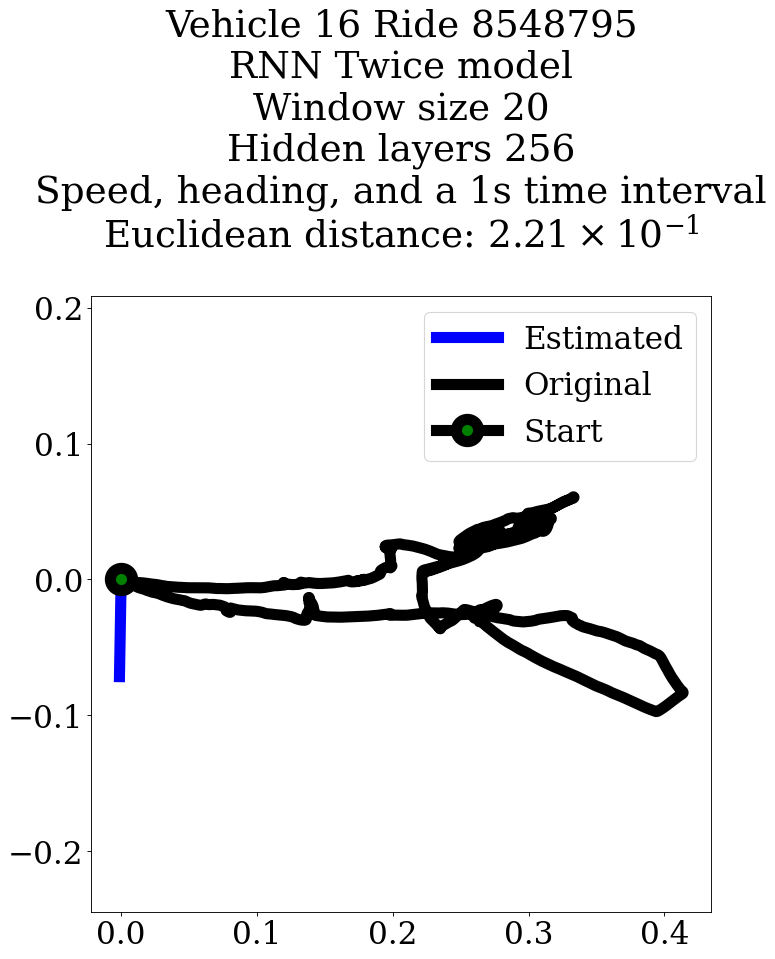 Vehicle 16 Ride 8548795
RNN Twice model
Window size 20
Hidden layers 256
Speed, heading, and a 1s time interval
Euclidean distance: 2.21 × 10⁻¹
Estimated
Original
Start
0.2
0.1
0.0
−0.1
−0.2
0.0 0.1 0.2 0.3 0.4